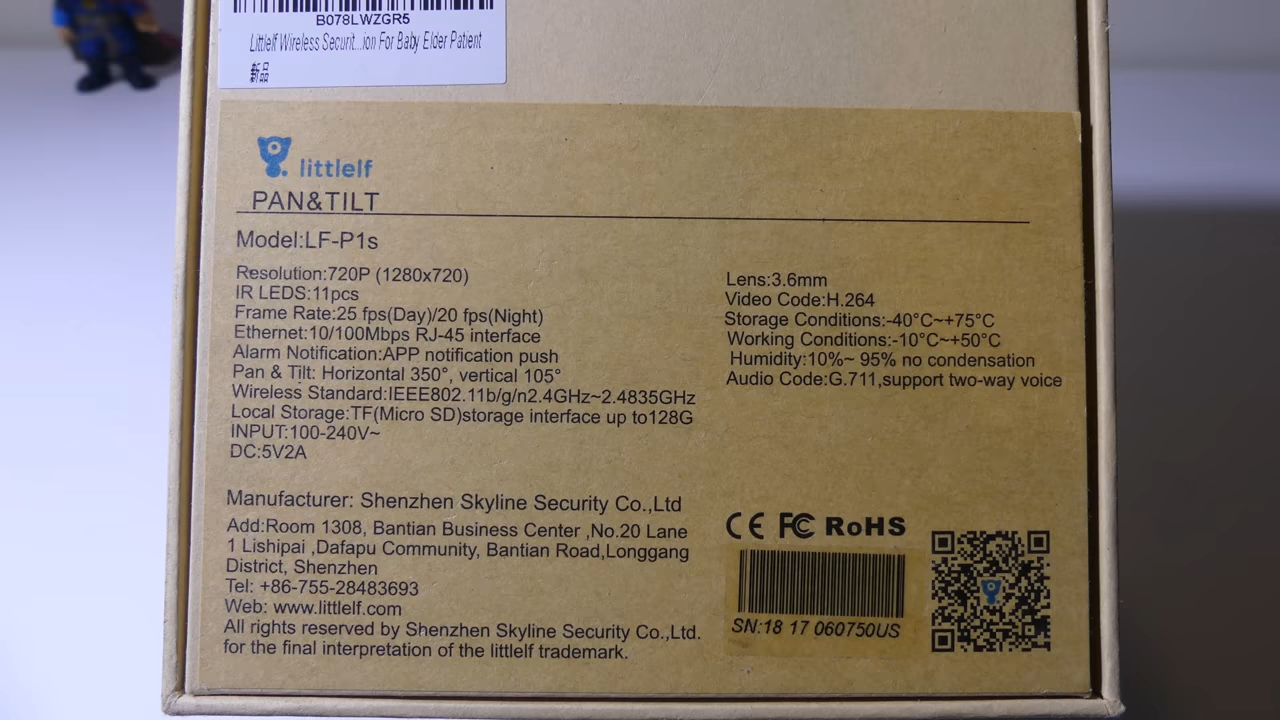 B078LWZGR5
Littlelf Wireless Securit...ion For Baby Elder Patient
新品
littlelf
PAN&TILT
Model:LF-P1s
Resolution:720P (1280x720)
IR LEDS:11pcs
Frame Rate:25 fps(Day)/20 fps(Night)
Ethernet:10/100Mbps RJ-45 interface
Alarm Notification:APP notification push
Pan & Tilt: Horizontal 350°, vertical 105°
Wireless Standard:IEEE802.11b/g/n2.4GHz~2.4835GHz
Local Storage:TF(Micro SD)storage interface up to128G
INPUT:100-240V~
DC:5V2A
Lens:3.6mm
Video Code:H.264
Storage Conditions:-40°C~+75°C
Working Conditions:-10°C~+50°C
Humidity:10%~ 95% no condensation
Audio Code:G.711,support two-way voice
Manufacturer: Shenzhen Skyline Security Co.,Ltd
Add:Room 1308, Bantian Business Center ,No.20 Lane
1 Lishipai ,Dafapu Community, Bantian Road,Longgang
District, Shenzhen
Tel: +86-755-28483693
Web: www.littlelf.com
All rights reserved by Shenzhen Skyline Security Co.,Ltd.
for the final interpretation of the littlelf trademark.
CE FC RoHS
SN:18 17 060750US